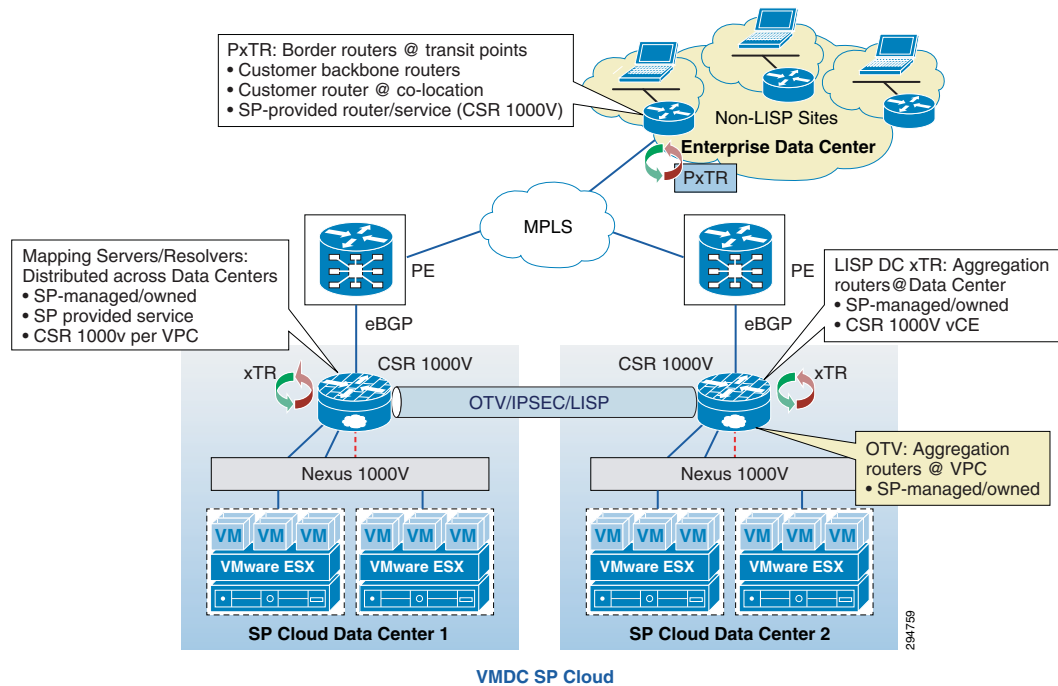 PxTR: Border routers @ transit points
• Customer backbone routers
• Customer router @ co-location
• SP-provided router/service (CSR 1000V)
Non-LISP Sites
Enterprise Data Center
PxTR
MPLS
PE
PE
Mapping Servers/Resolvers:
Distributed across Data Centers
• SP-managed/owned
• SP provided service
• CSR 1000v per VPC
LISP DC xTR: Aggregation
routers@Data Center
• SP-managed/owned
• CSR 1000V vCE
eBGP
eBGP
xTR
CSR 1000V
CSR 1000V
xTR
OTV/IPSEC/LISP
OTV: Aggregation
routers @ VPC
• SP-managed/owned
Nexus 1000V
Nexus 1000V
VM VM VM
VM VM VM
VM VM VM
VM VM VM
VMware ESX
VMware ESX
VMware ESX
VMware ESX
SP Cloud Data Center 1
SP Cloud Data Center 2
294759
VMDC SP Cloud